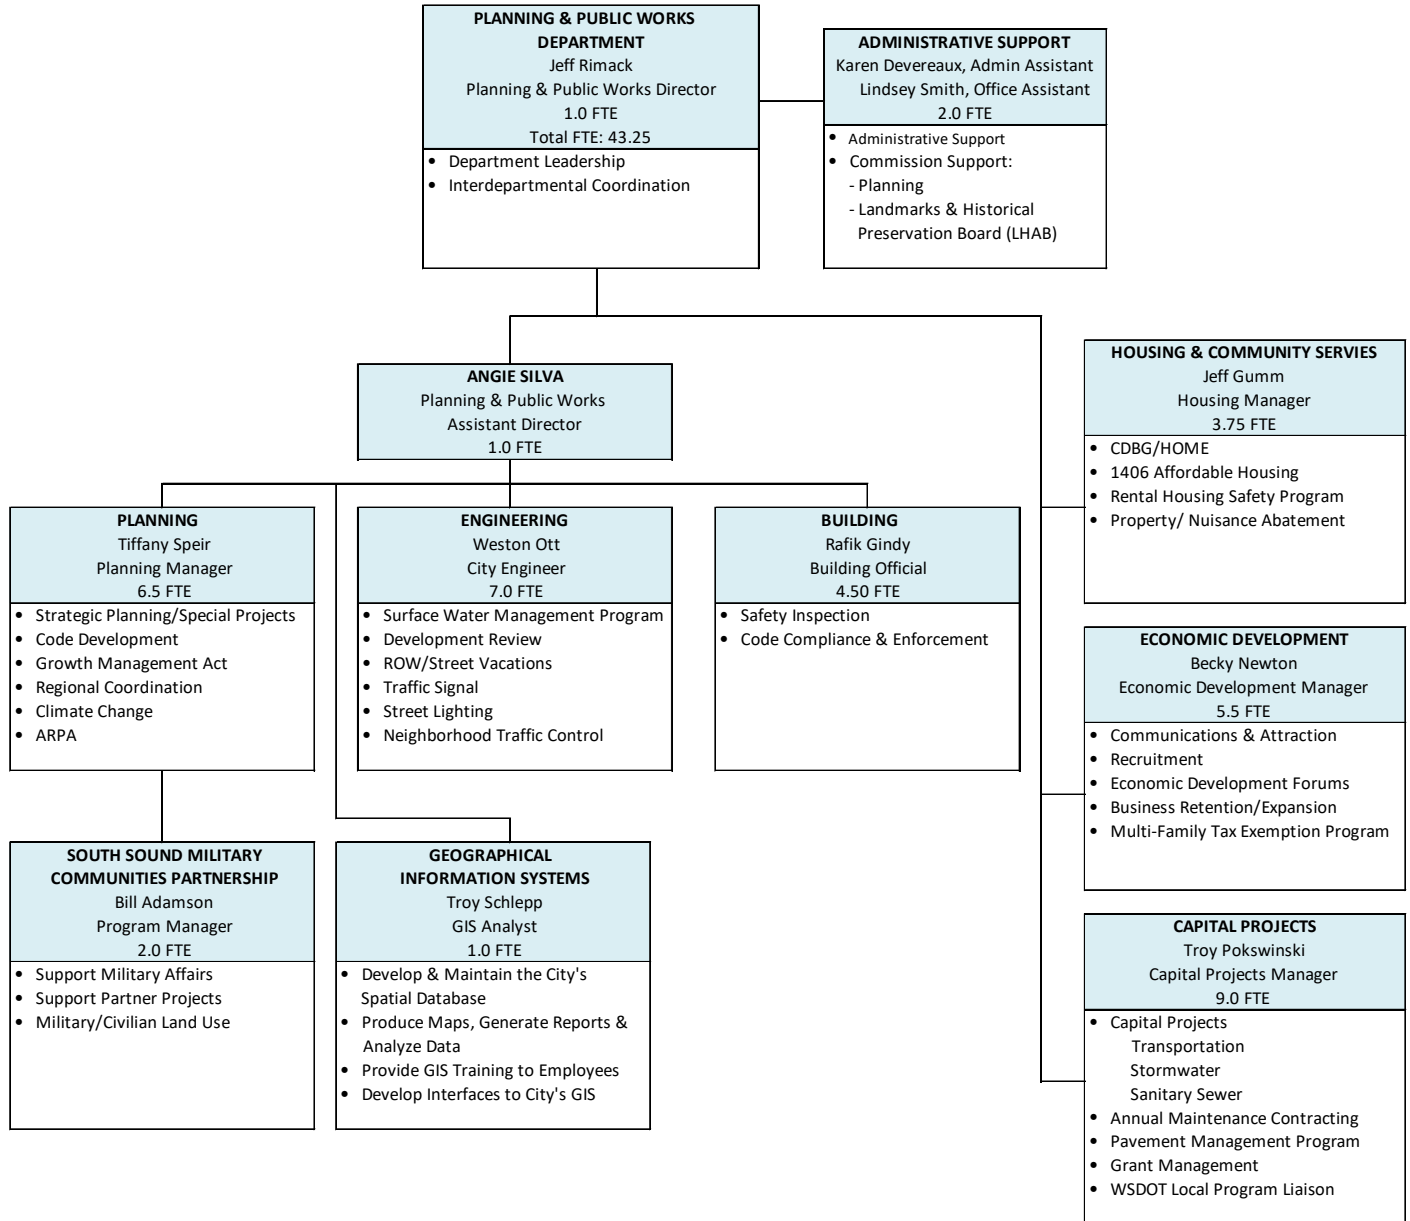 PLANNING & PUBLIC WORKS
DEPARTMENT
Jeff Rimack
Planning & Public Works Director
1.0 FTE
Total FTE: 43.25
• Department Leadership
• Interdepartmental Coordination
ADMINISTRATIVE SUPPORT
Karen Devereaux, Admin Assistant
Lindsey Smith, Office Assistant
2.0 FTE
• Administrative Support
• Commission Support:
- Planning
- Landmarks & Historical
Preservation Board (LHAB)
ANGIE SILVA
Planning & Public Works
Assistant Director
1.0 FTE
HOUSING & COMMUNITY SERVIES
Jeff Gumm
Housing Manager
3.75 FTE
• CDBG/HOME
• 1406 Affordable Housing
• Rental Housing Safety Program
• Property/ Nuisance Abatement
PLANNING
Tiffany Speir
Planning Manager
6.5 FTE
• Strategic Planning/Special Projects
• Code Development
• Growth Management Act
• Regional Coordination
• Climate Change
• ARPA
ENGINEERING
Weston Ott
City Engineer
7.0 FTE
• Surface Water Management Program
• Development Review
• ROW/Street Vacations
• Traffic Signal
• Street Lighting
• Neighborhood Traffic Control
BUILDING
Rafik Gindy
Building Official
4.50 FTE
• Safety Inspection
• Code Compliance & Enforcement
ECONOMIC DEVELOPMENT
Becky Newton
Economic Development Manager
5.5 FTE
• Communications & Attraction
• Recruitment
• Economic Development Forums
• Business Retention/Expansion
• Multi-Family Tax Exemption Program
SOUTH SOUND MILITARY
COMMUNITIES PARTNERSHIP
Bill Adamson
Program Manager
2.0 FTE
• Support Military Affairs
• Support Partner Projects
• Military/Civilian Land Use
GEOGRAPHICAL
INFORMATION SYSTEMS
Troy Schlepp
GIS Analyst
1.0 FTE
• Develop & Maintain the City's
Spatial Database
• Produce Maps, Generate Reports &
Analyze Data
• Provide GIS Training to Employees
• Develop Interfaces to City's GIS
CAPITAL PROJECTS
Troy Pokswinski
Capital Projects Manager
9.0 FTE
• Capital Projects
Transportation
Stormwater
Sanitary Sewer
• Annual Maintenance Contracting
• Pavement Management Program
• Grant Management
• WSDOT Local Program Liaison